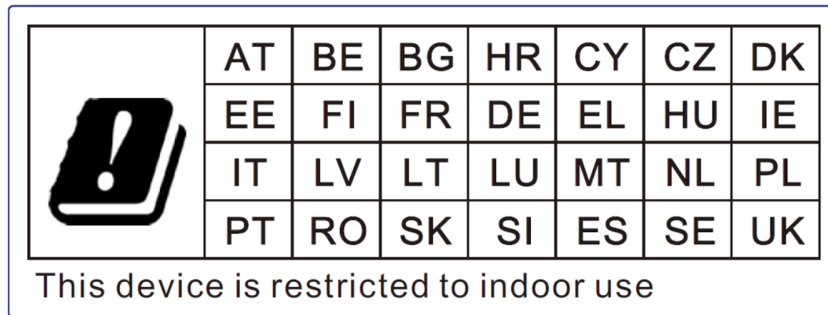 AT BE BG HR CY CZ DK
EE FI FR DE EL HU IE
IT LV LT LU MT NL PL
PT RO SK SI ES SE UK
This device is restricted to indoor use